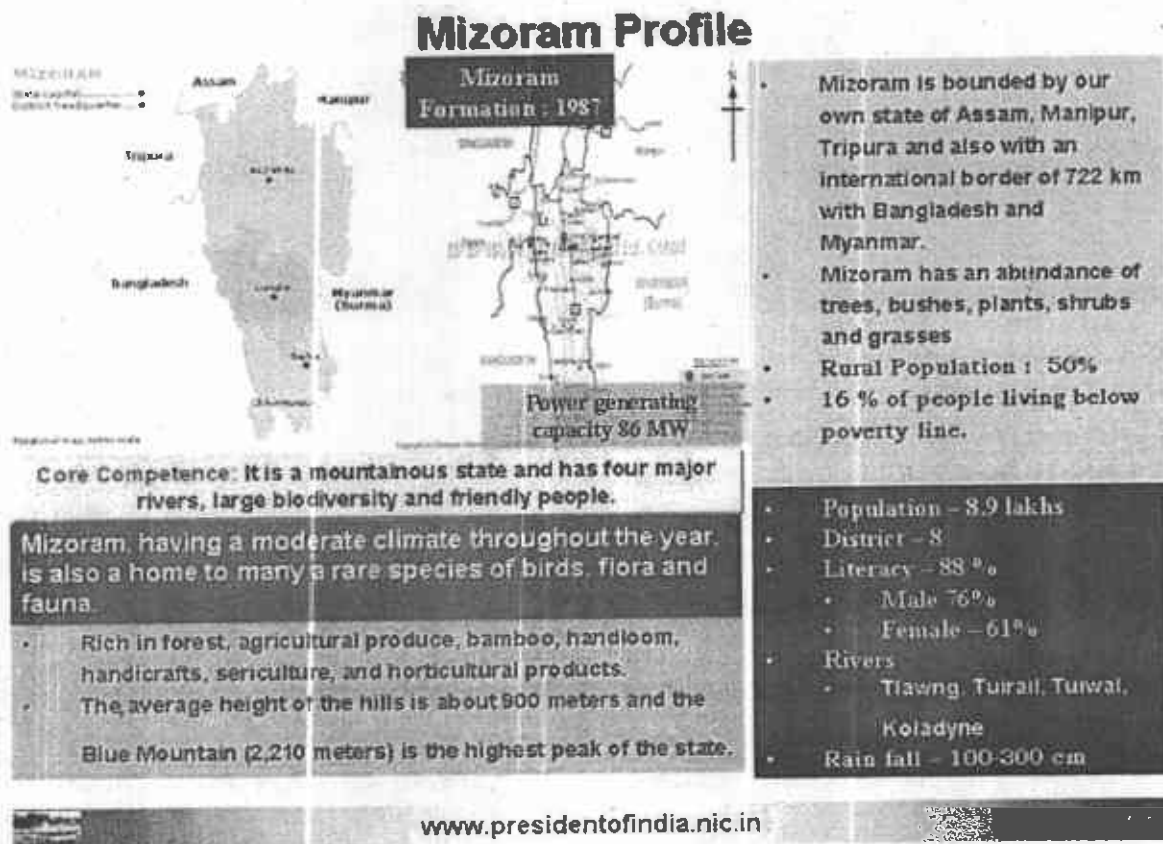 Mizoram Profile
MIZORAM
State capital
District headquarter
Assam
Manipur
Tripura
Bangladesh
Myanmar
(Burma)
Mizoram
Formation : 1987
BANGLADESH
Power generating
capacity 86 MW
Core Competence: It is a mountainous state and has four major
rivers, large biodiversity and friendly people.
Mizoram, having a moderate climate throughout the year,
is also a home to many a rare species of birds, flora and
fauna.
• Rich in forest, agricultural produce, bamboo, handloom,
handicrafts, sericulture, and horticultural products.
• The average height of the hills is about 900 meters and the
Blue Mountain (2,210 meters) is the highest peak of the state.
• Mizoram is bounded by our
own state of Assam, Manipur,
Tripura and also with an
international border of 722 km
with Bangladesh and
Myanmar.
• Mizoram has an abundance of
trees, bushes, plants, shrubs
and grasses
• Rural Population : 50%
• 16 % of people living below
poverty line.
• Population – 8.9 lakhs
• District – 8
• Literacy – 88 %
• Male 76%
• Female – 61%
• Rivers
• Tlawng, Tuirail, Tuiwal,
Koladyne
• Rain fall – 100-300 cm
www.presidentofindia.nic.in